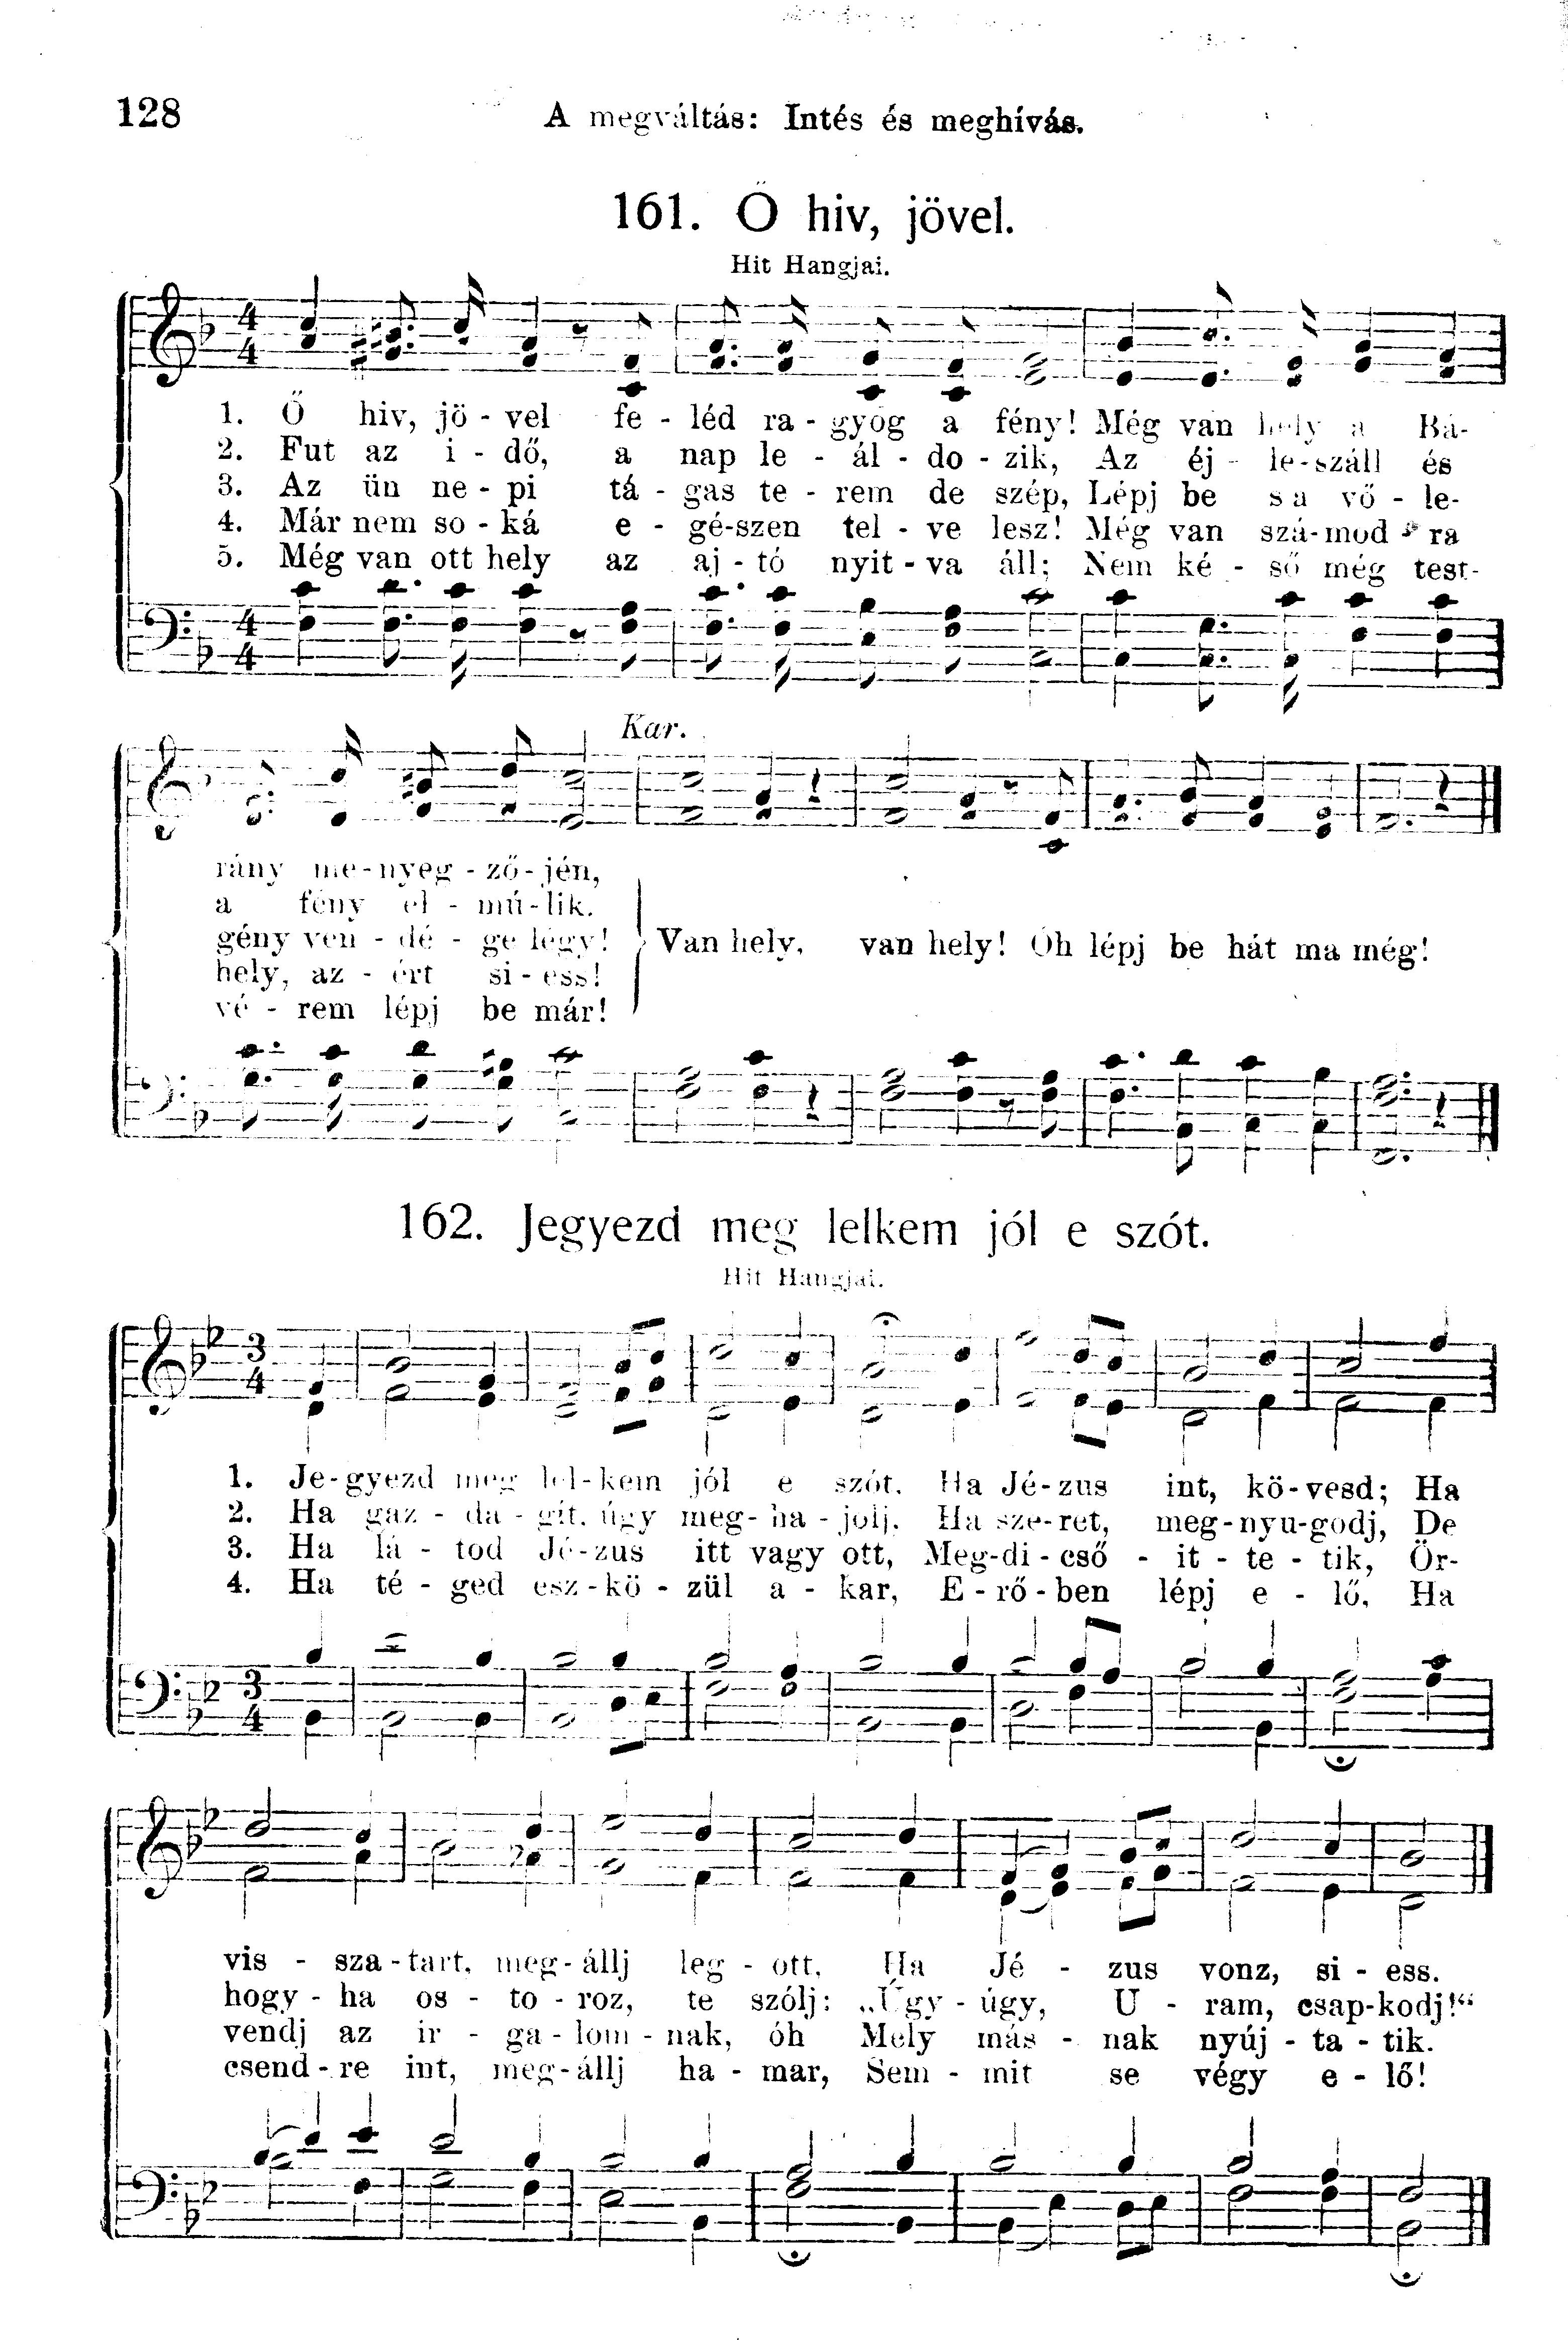 128
A megváltás: Intés és meghívás.
161. Ő hiv, jövel.
Hit Hangjai.
4 4
1. Ő hiv, jö - vel fe - léd ra - gyog a fény! Még van hely a Bá-
2. Fut az i - dő, a nap le - ál - do - zik, Az éj - le - száll és
3. Az ün ne - pi tá - gas te - rem de szép, Lépj be s a vő - le-
4. Már nem so - ká e - gé-szen tel - ve lesz! Még van szá-mod - ra
5. Még van ott hely az aj - tó nyit - va áll; Nem ké - ső még test-
4 4
Kar.
rány me-nyeg - ző-jén,
a fény el - mú-lik.
gény ven - dé - ge légy! Van hely, van hely! Óh lépj be hát ma még!
hely, az - ért si-ess!
vé - rem lépj be már!
162. Jegyezd meg lelkem jól e szót.
Hit Hangjai.
3 4
1. Je-gyezd meg lel-kem jól e szót. Ha Jé-zus int, kö-vesd; Ha
2. Ha gaz - da - gít, úgy meg - ha - jolj. Ha sze-ret, meg-nyu-godj, De
3. Ha lá - tod Jé-zus itt vagy ott, Meg-di-cső - it - te - tik, Ör-
4. Ha té - ged esz-kö - zül a - kar, E-rő-ben lépj e - lő, Ha
3 4
vis - sza-tart, meg-állj leg - ott, Ha Jé - zus vonz, si - ess.
hogy - ha os - to - roz, te szólj: „Úgy - úgy, U - ram, csap-kodj!“
vendj az ir - ga - lom - nak, óh Mely más - nak nyúj - ta - tik.
csend - re int, meg-állj ha - mar, Sem - mit se végy e - lő!